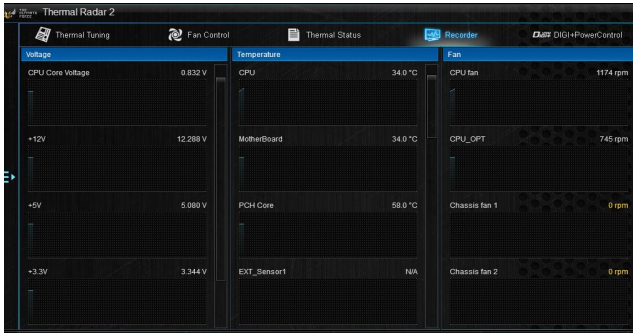 THE ULTIMATE FORCE
Thermal Radar 2
Thermal Tuning
Fan Control
Thermal Status
Recorder
DIGI+PowerControl
Voltage
Temperature
Fan
CPU Core Voltage 0.832 V
CPU 34.0 °C
CPU fan 1174 rpm
+12V 12.288 V
MotherBoard 34.0 °C
CPU_OPT 745 rpm
+5V 5.080 V
PCH Core 58.0 °C
Chassis fan 1 0 rpm
+3.3V 3.344 V
EXT_Sensor1 N/A
Chassis fan 2 0 rpm